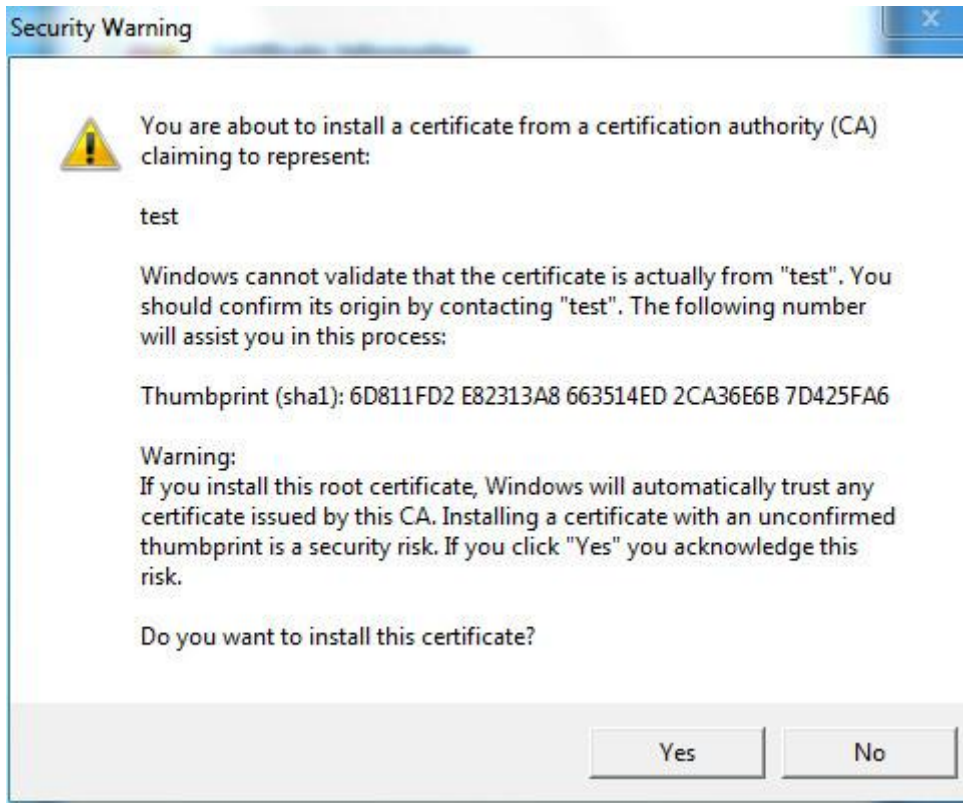 Security Warning
You are about to install a certificate from a certification authority (CA)
claiming to represent:
test
Windows cannot validate that the certificate is actually from "test". You
should confirm its origin by contacting "test". The following number
will assist you in this process:
Thumbprint (sha1): 6D811FD2 E82313A8 663514ED 2CA36E6B 7D425FA6
Warning:
If you install this root certificate, Windows will automatically trust any
certificate issued by this CA. Installing a certificate with an unconfirmed
thumbprint is a security risk. If you click "Yes" you acknowledge this
risk.
Do you want to install this certificate?
Yes
No